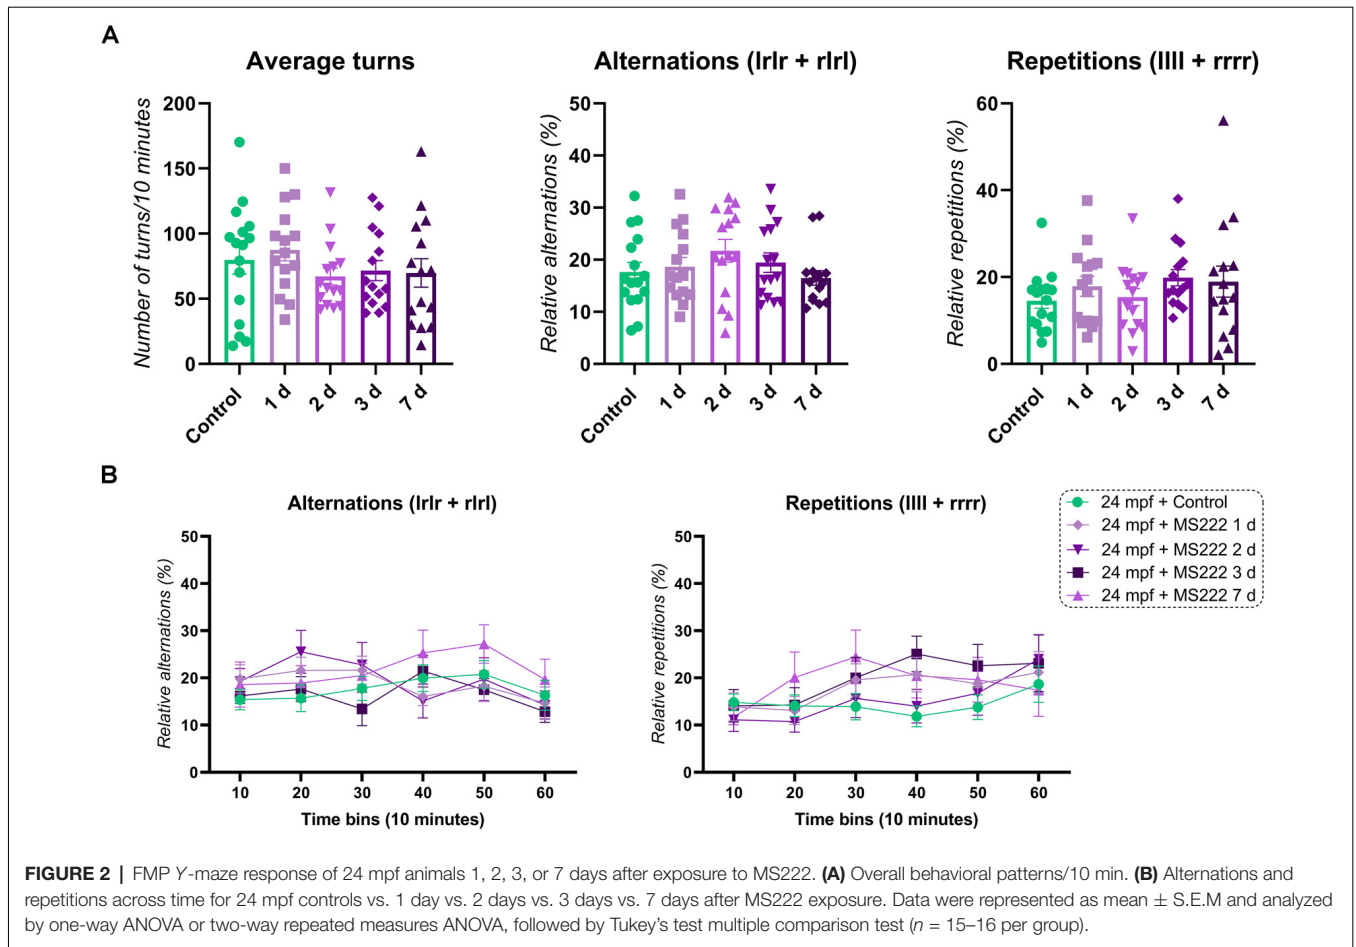 A
Average turns
Number of turns/10 minutes
200
150
100
50
0
Control
1 d
2 d
3 d
7 d
Alternations (lrlr + rlrl)
Relative alternations (%)
50
40
30
20
10
0
Control
1 d
2 d
3 d
7 d
Repetitions (llll + rrrr)
Relative repetitions (%)
60
40
20
0
Control
1 d
2 d
3 d
7 d
B
Alternations (lrlr + rlrl)
Relative alternations (%)
50
40
30
20
10
0
10 20 30 40 50 60
Time bins (10 minutes)
Repetitions (llll + rrrr)
Relative repetitions (%)
50
40
30
20
10
0
10 20 30 40 50 60
Time bins (10 minutes)
24 mpf + Control
24 mpf + MS222 1 d
24 mpf + MS222 2 d
24 mpf + MS222 3 d
24 mpf + MS222 7 d
FIGURE 2 | FMP Y-maze response of 24 mpf animals 1, 2, 3, or 7 days after exposure to MS222. (A) Overall behavioral patterns/10 min. (B) Alternations and
repetitions across time for 24 mpf controls vs. 1 day vs. 2 days vs. 3 days vs. 7 days after MS222 exposure. Data were represented as mean ± S.E.M and analyzed
by one-way ANOVA or two-way repeated measures ANOVA, followed by Tukey's test multiple comparison test (n = 15–16 per group).